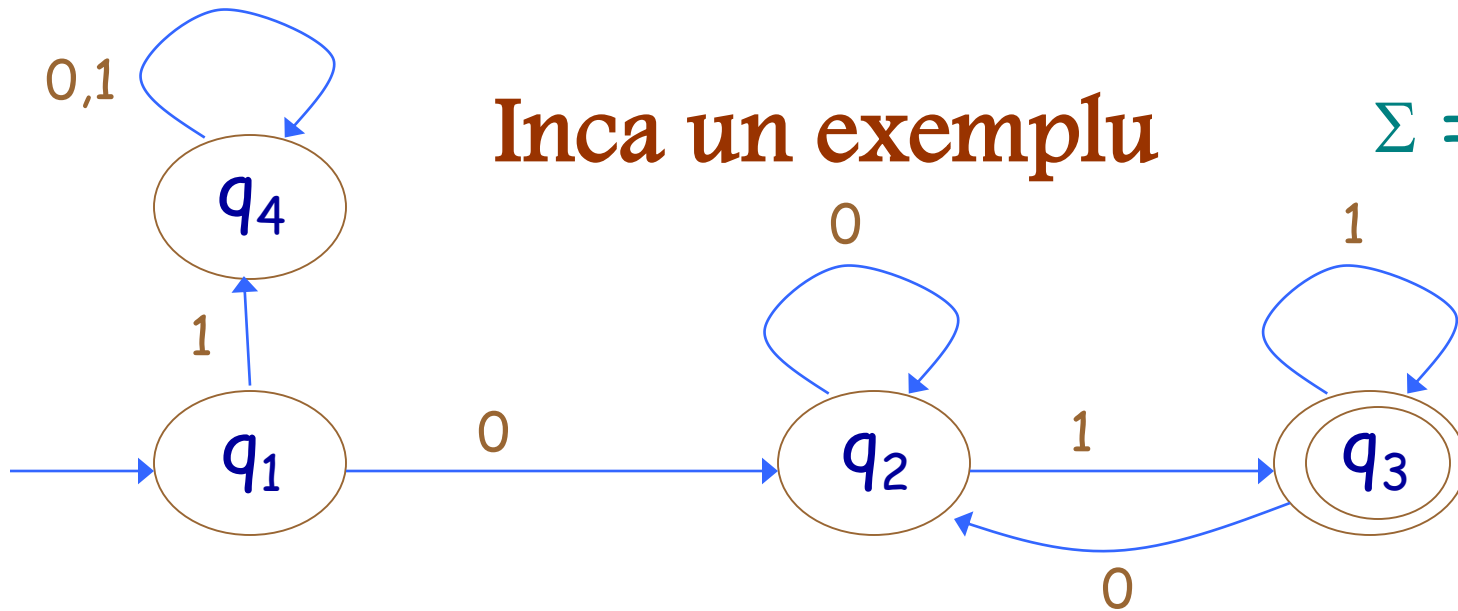 0,1
Inca un exemplu
Σ =
q4
0
1
1
0
1
q1
q2
q3
0